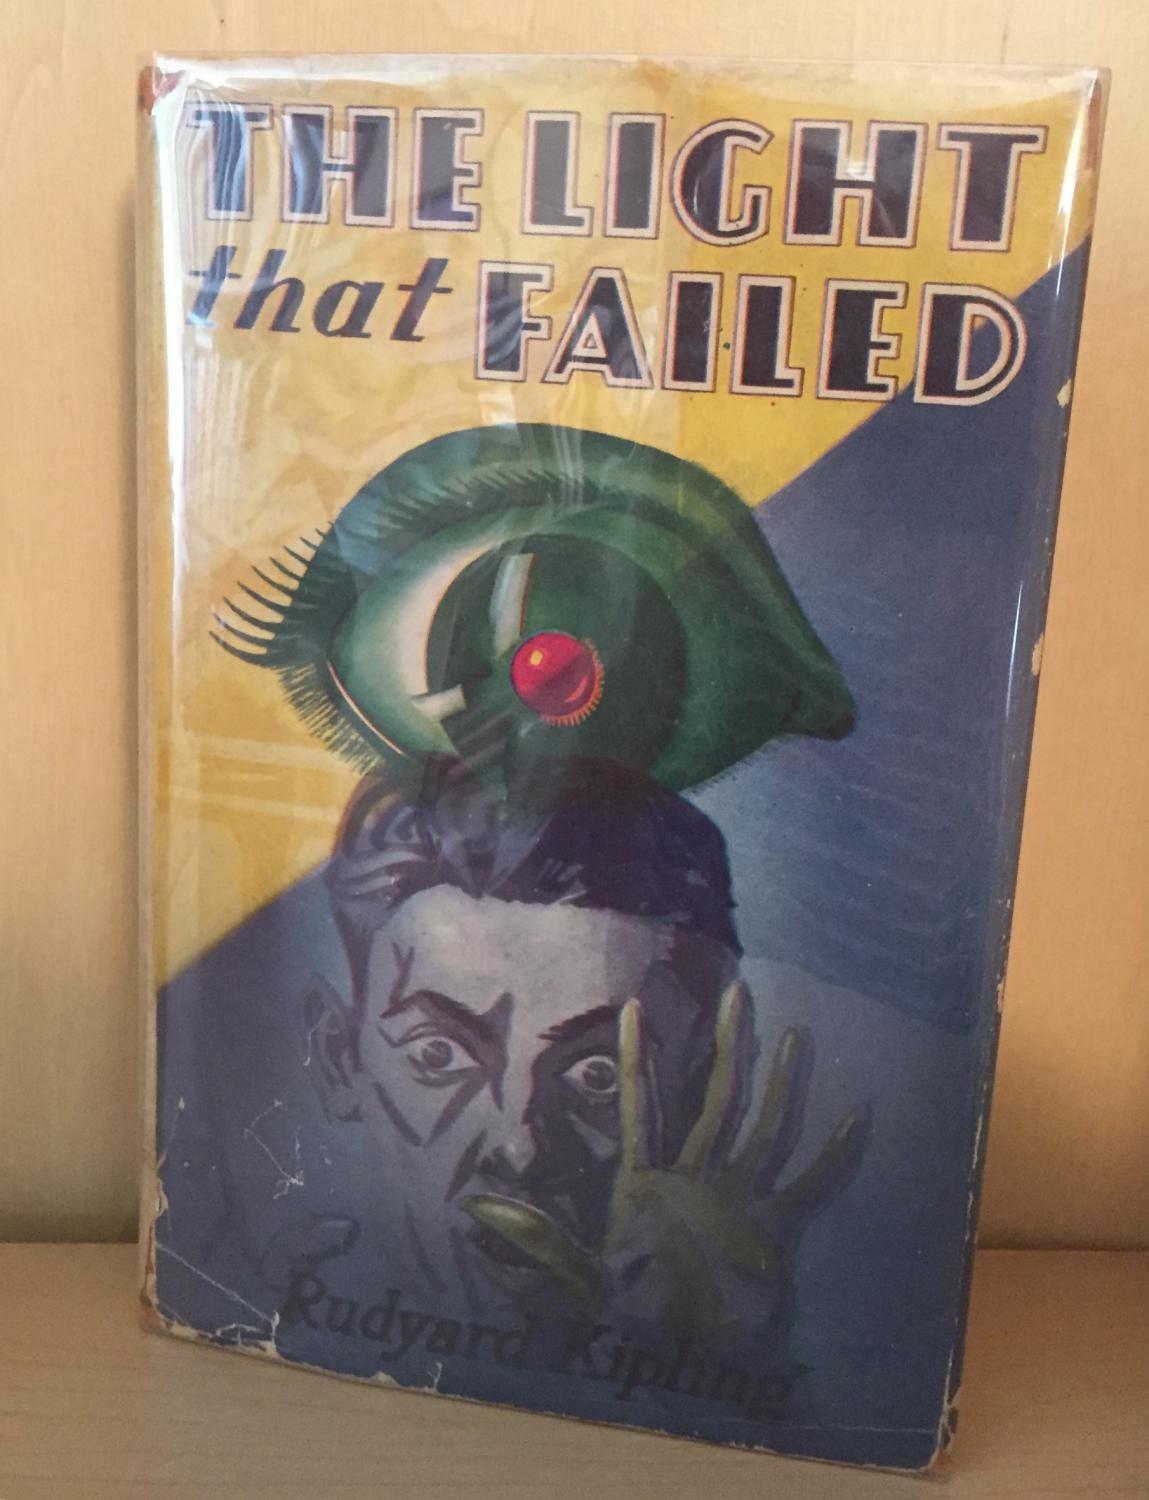 THE LIGHT
that FAILED
Rudyard Kipling